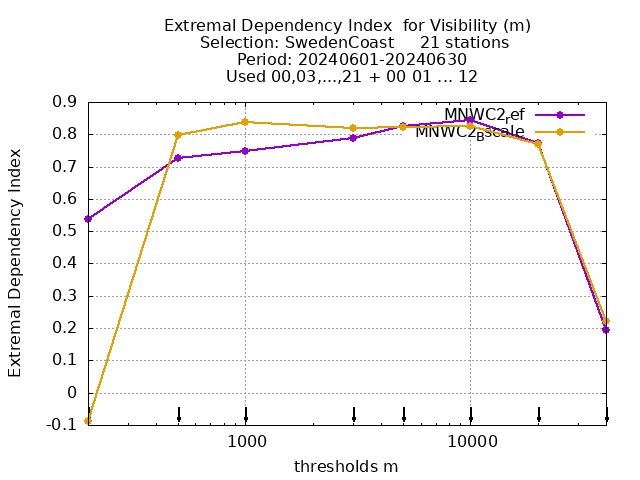 Extremal Dependency Index  for Visibility (m)
Selection: SwedenCoast     21 stations
Period: 20240601-20240630
Used 00,03,...,21 + 00 01 ... 12
0.9
MNWC2ref
0.8
MNWC2Bscale
0.7
0.6
0.5
0.4
0.3
0.2
0.1
0
-0.1
Extremal Dependency Index
1000
10000
thresholds m